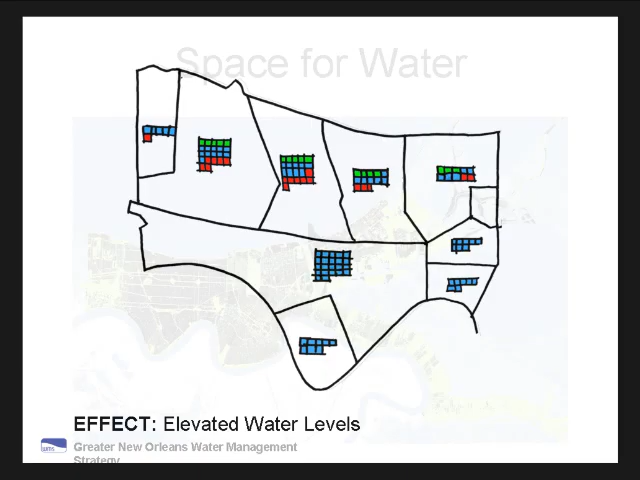 Space for Water
EFFECT: Elevated Water Levels
Greater New Orleans Water Management
Strategy